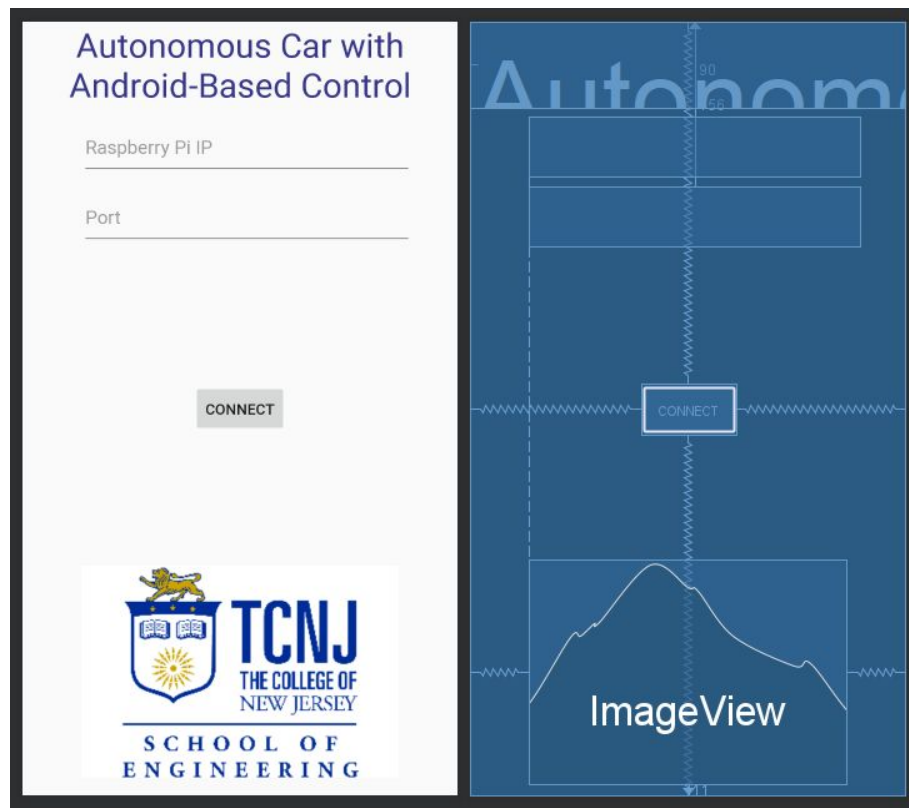 Autonomous Car with
Android-Based Control
Raspberry Pi IP
Port
CONNECT
TCNJ
THE COLLEGE OF
NEW JERSEY
SCHOOL OF
ENGINEERING
90
Autonom
56
CONNECT
ImageView
11